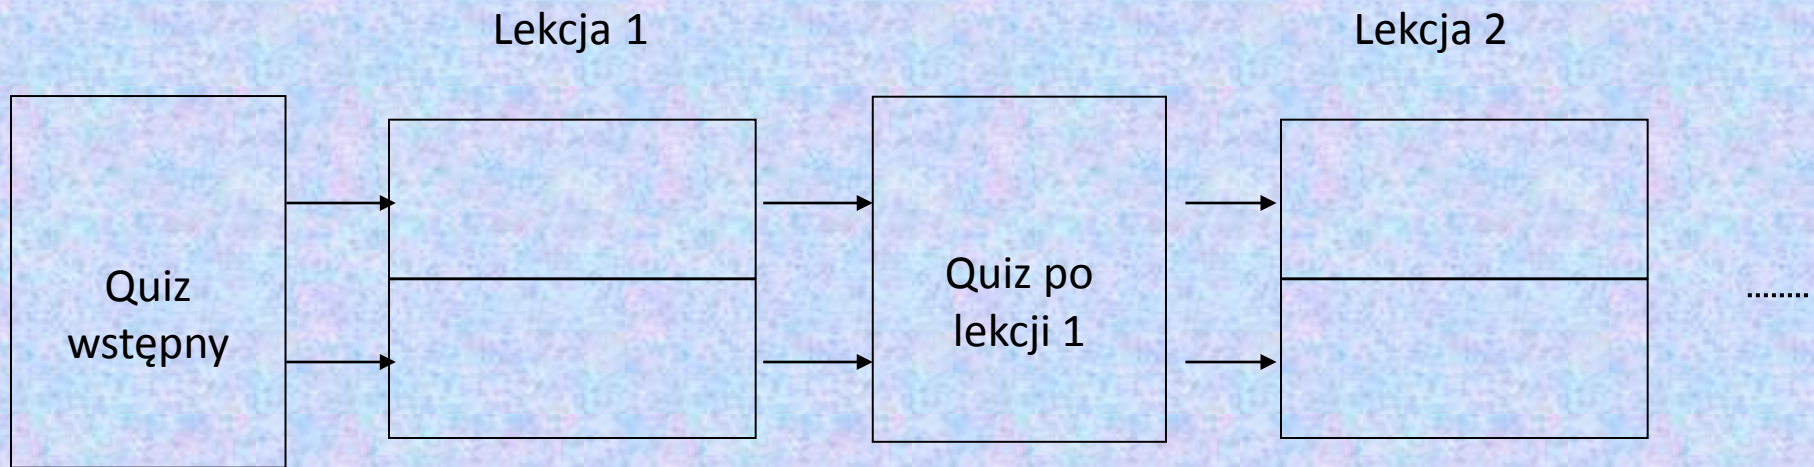 Lekcja 1
Lekcja 2
Quiz
wstępny
Quiz po
lekcji 1
........